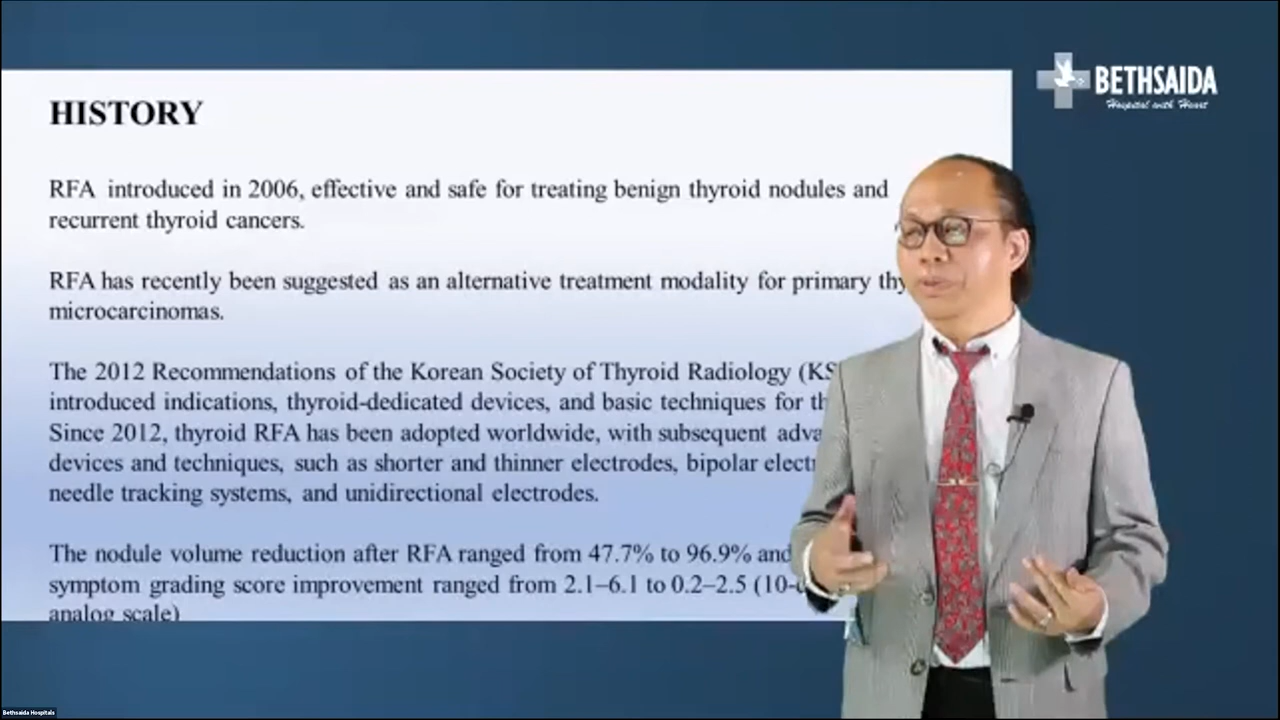 BETHSAIDA
Hospital with Heart
HISTORY
RFA introduced in 2006, effective and safe for treating benign thyroid nodules and
recurrent thyroid cancers.
RFA has recently been suggested as an alternative treatment modality for primary thy
microcarcinomas.
The 2012 Recommendations of the Korean Society of Thyroid Radiology (KS
introduced indications, thyroid-dedicated devices, and basic techniques for th
Since 2012, thyroid RFA has been adopted worldwide, with subsequent adva
devices and techniques, such as shorter and thinner electrodes, bipolar electr
needle tracking systems, and unidirectional electrodes.
The nodule volume reduction after RFA ranged from 47.7% to 96.9% and
symptom grading score improvement ranged from 2.1–6.1 to 0.2–2.5 (10-
analog scale)
Bethsaida Hospitals